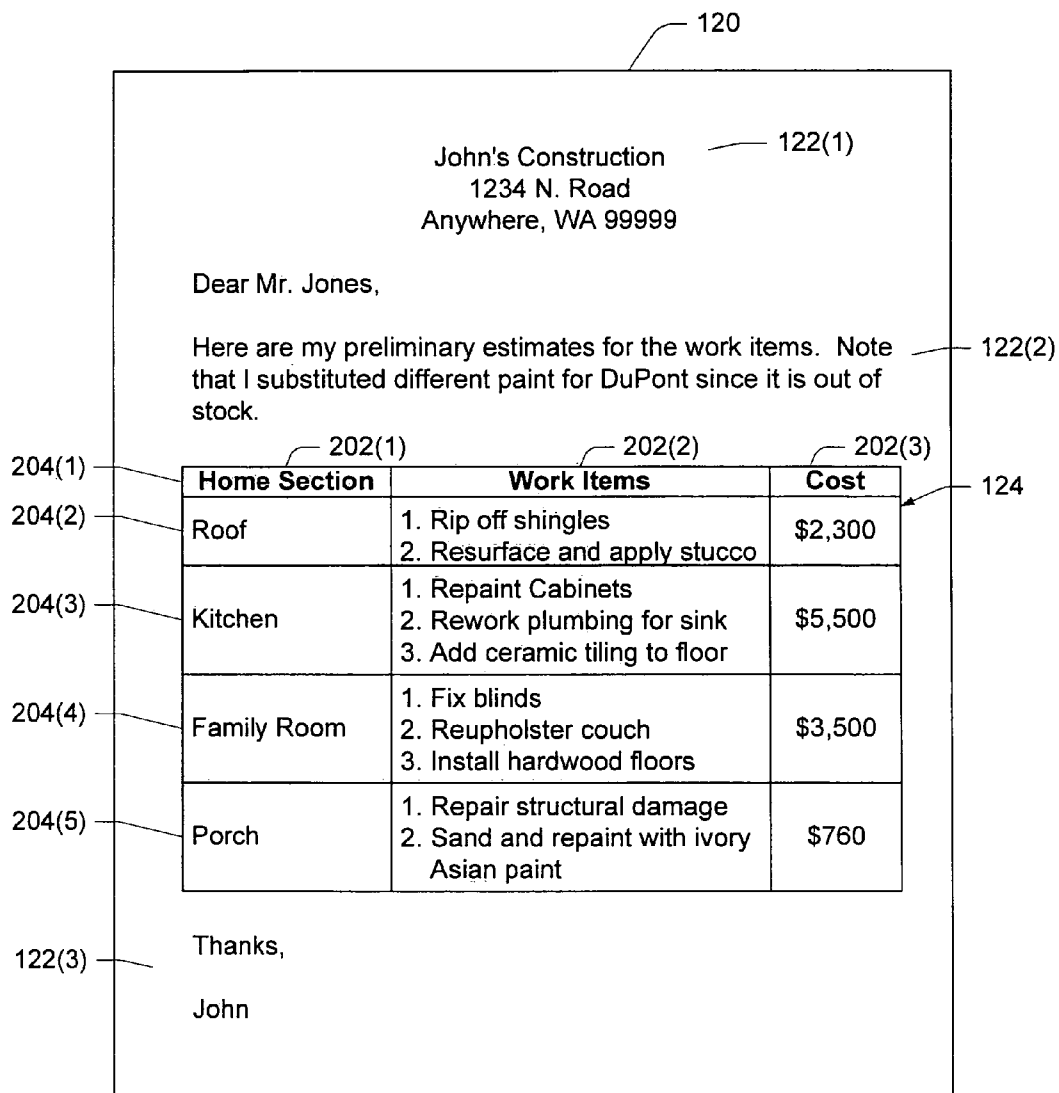 120
John's Construction
122(1)
1234 N. Road
Anywhere, WA 99999
Dear Mr. Jones,
Here are my preliminary estimates for the work items. Note
122(2)
that I substituted different paint for DuPont since it is out of
stock.
202(1) 202(2) 202(3)
204(1)
Home Section Work Items Cost
124
204(2)
Roof
1. Rip off shingles
2. Resurface and apply stucco
$2,300
204(3)
Kitchen
1. Repaint Cabinets
2. Rework plumbing for sink
3. Add ceramic tiling to floor
$5,500
204(4)
Family Room
1. Fix blinds
2. Reupholster couch
3. Install hardwood floors
$3,500
204(5)
Porch
1. Repair structural damage
2. Sand and repaint with ivory
Asian paint
$760
Thanks,
122(3)
John